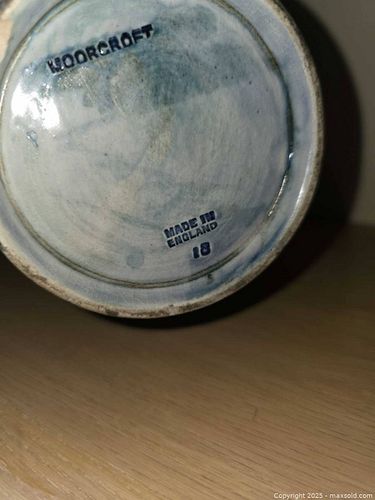 MOORCROFT
MADE IN
ENGLAND
18
Copyright © 2025 - maxsold.com